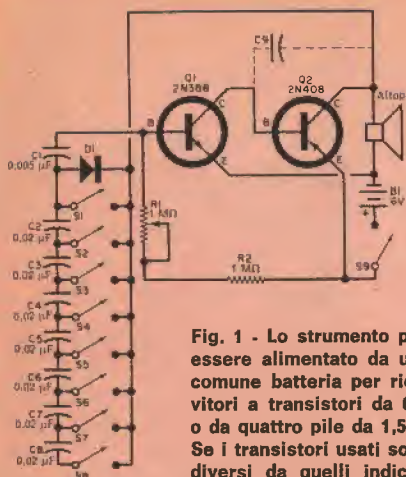 C9
Q1
2N388
Q2
2N408
C
B
E
C
B
E
Altop
B1
6V
+
C1
0,005 µF
D1
S1
C2
0,02 µF
S2
C3
0,02 µF
S3
C4
0,02 µF
S4
C5
0,02 µF
S5
C6
0,02 µF
S6
C7
0,02 µF
S7
C8
0,02 µF
R1
1 MΩ
R2
1 MΩ
S9
Fig. 1 - Lo strumento p
essere alimentato da u
comune batteria per ric
vitori a transistori da 6
o da quattro pile da 1,5
Se i transistori usati so
diversi da quelli indic